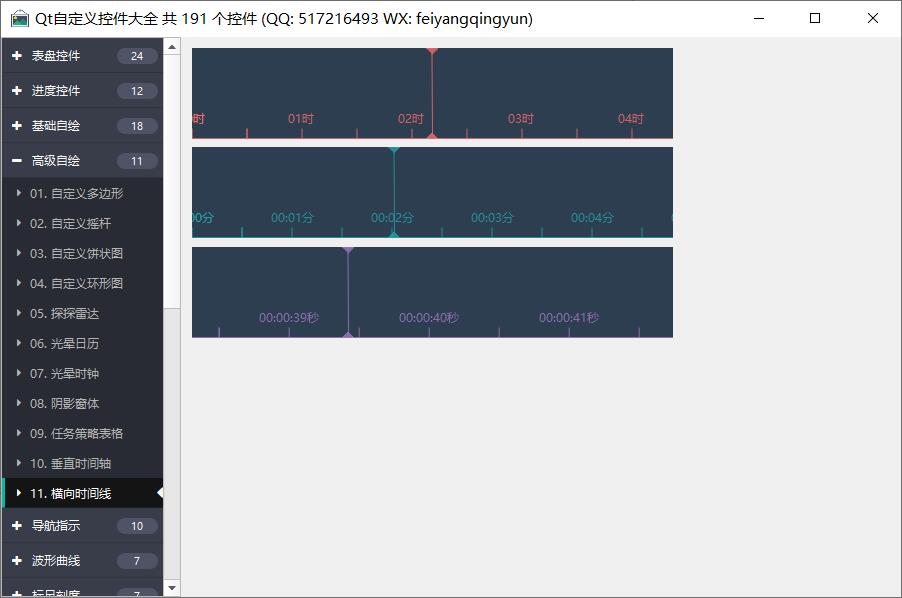 Qt自定义控件大全 共 191 个控件 (QQ: 517216493 WX: feiyangqingyun)
表盘控件 24
进度控件 12
基础自绘 18
高级自绘 11
01. 自定义多边形
02. 自定义摇杆
03. 自定义饼状图
04. 自定义环形图
05. 探探雷达
06. 光晕日历
07. 光晕时钟
08. 阴影窗体
09. 任务策略表格
10. 垂直时间轴
11. 横向时间线
导航指示 10
波形曲线 7
标尺刻度 7
时 01时 02时 03时 04时
00分 00:01分 00:02分 00:03分 00:04分
00:00:39秒 00:00:40秒 00:00:41秒